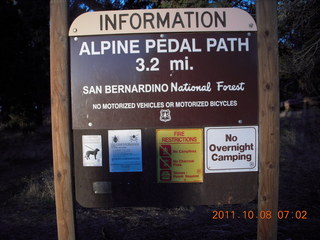 INFORMATION
ALPINE PEDAL PATH
3.2 mi.
SAN BERNARDINO National Forest
NO MOTORIZED VEHICLES OR MOTORIZED BICYCLES
FIRE
RESTRICTIONS
No
Overnight
Camping
2011.10.08 07:02